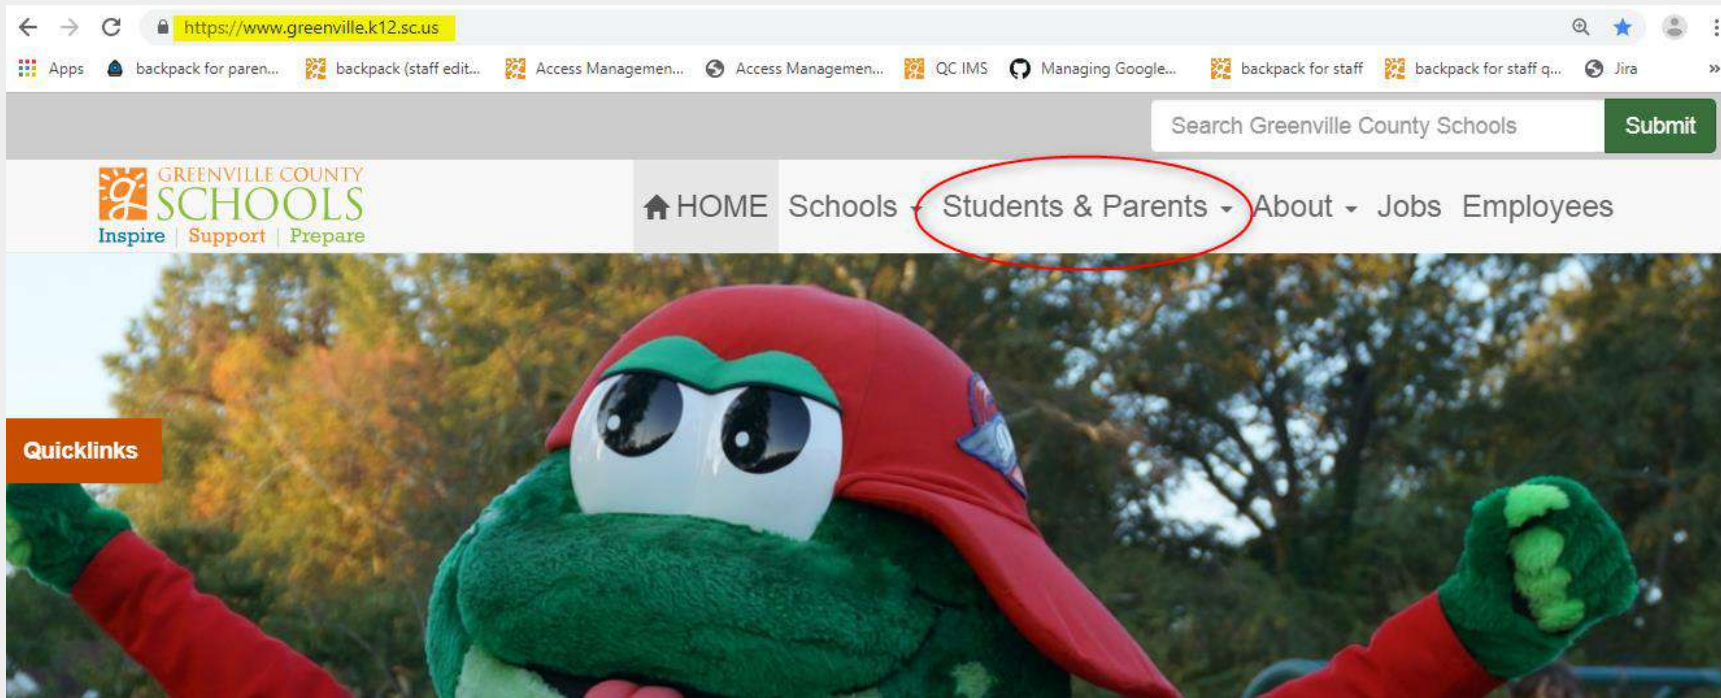 https://www.greenville.k12.sc.us
Apps backpack for paren... backpack (staff edit... Access Managemen... Access Managemen... QC IMS Managing Google... backpack for staff backpack for staff q... Jira »
Search Greenville County Schools Submit
GREENVILLE COUNTY
SCHOOLS
Inspire | Support | Prepare
HOME Schools Students & Parents About Jobs Employees
Quicklinks